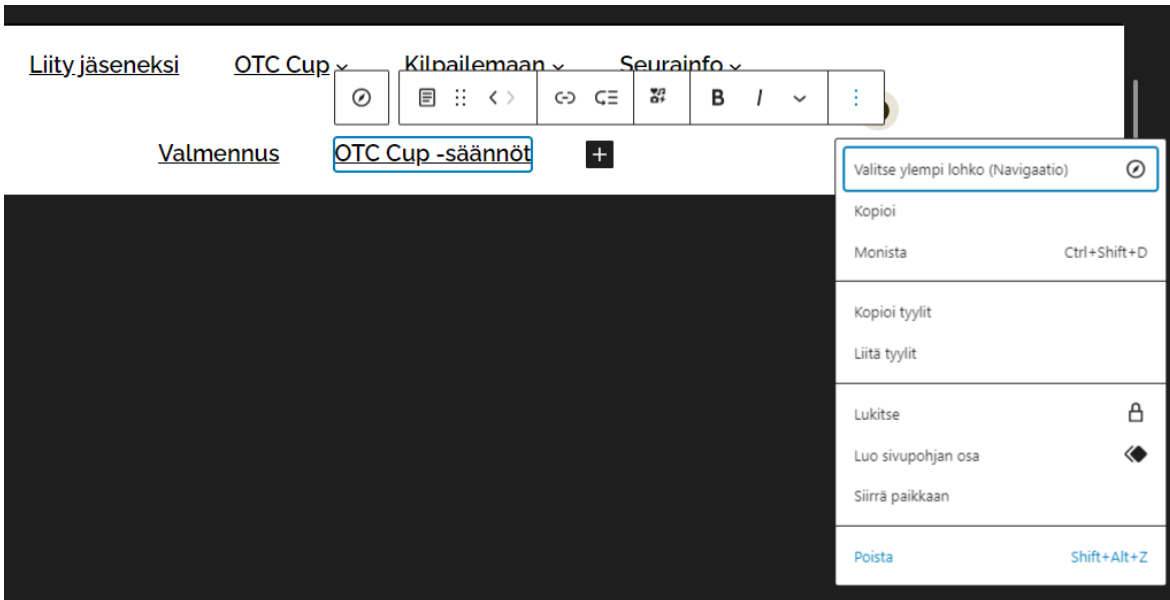 Liity jäseneksi OTC Cup Kilpailemaan Seurainfo
B I
Valmennus OTC Cup -säännöt
Valitse ylempi lohko (Navigaatio)
Kopioi
Monista Ctrl+Shift+D
Kopioi tyylit
Liitä tyylit
Lukitse
Luo sivupohjan osa
Siirrä paikkaan
Poista Shift+Alt+Z